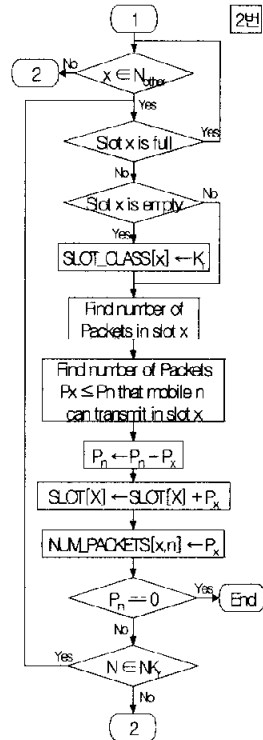 1
2번
x ∈ N_other
No
2
Yes
Slot x is full
Yes
No
Slot x is empty
No
Yes
SLOT_CLASS[x] ← K
Find number of
Packets in slot x
Find number of Packets
Px ≤ Pn that mobile n
can transmit in slot x
P_n ← P_n − P_x
SLOT[X] ← SLOT[X] + P_x
NUM_PACKETS[x,n] ← P_x
P_n == 0
Yes
End
No
Yes
N ∈ NK_r
No
2